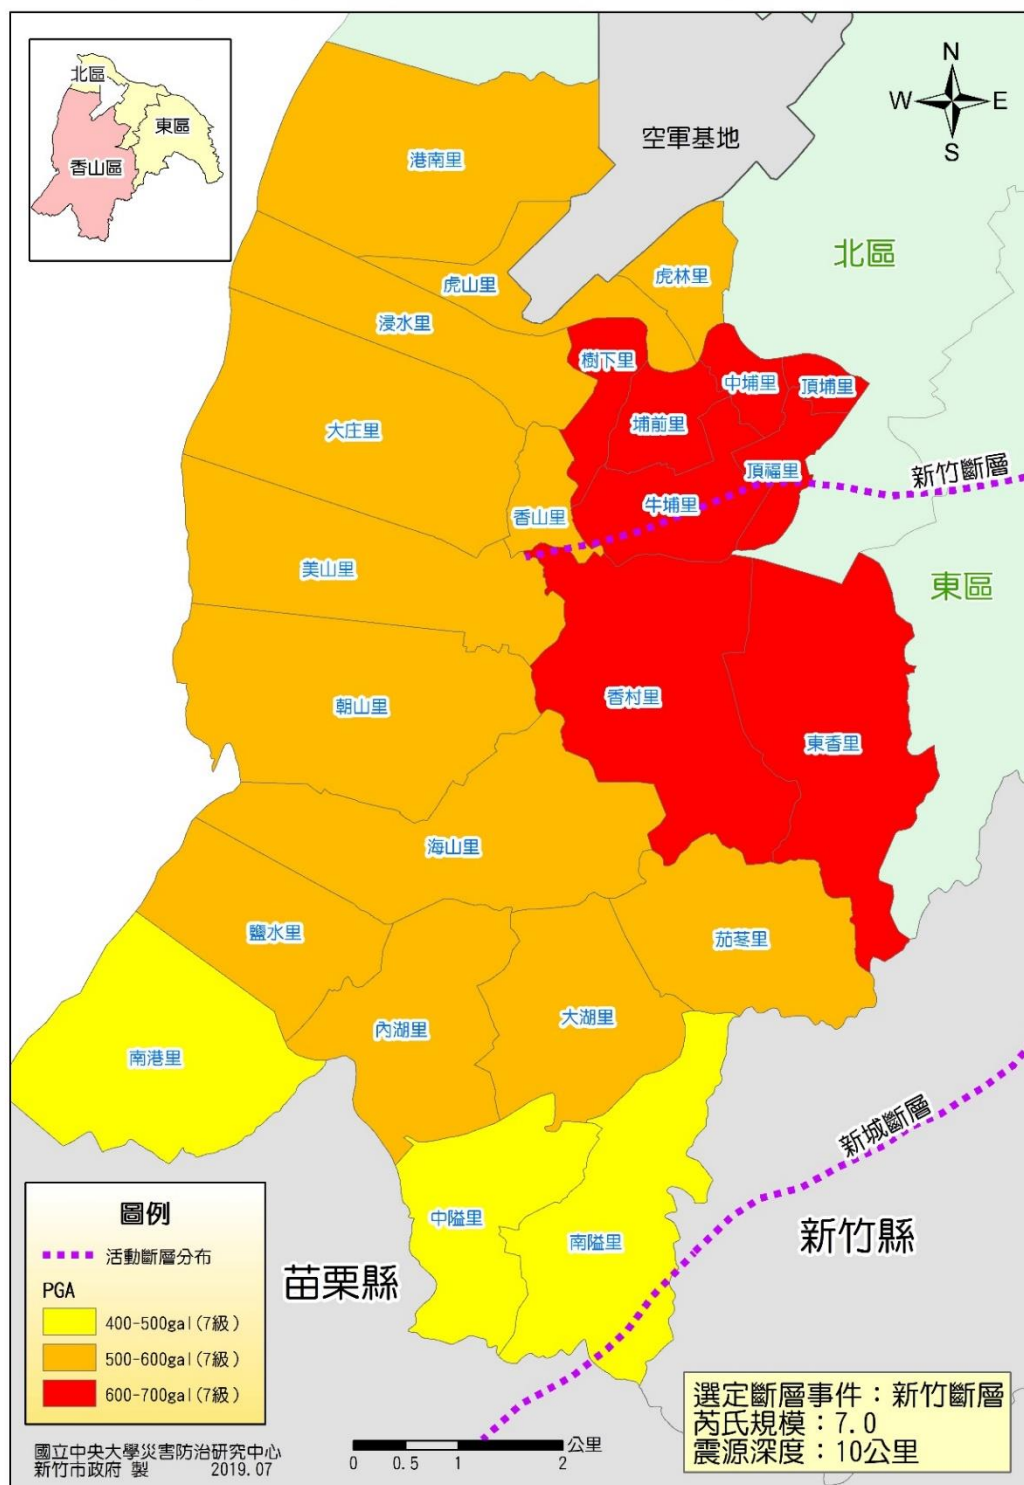 北區
東區
香山區
N
W
E
S
空軍基地
港南里
北區
虎林里
虎山里
浸水里
樹下里
中埔里
頂埔里
埔前里
大庄里
新竹斷層
頂福里
牛埔里
香山里
美山里
東區
香村里
朝山里
東香里
海山里
鹽水里
茄苳里
大湖里
內湖里
南港里
新城斷層
中隘里
南隘里
新竹縣
苗栗縣
圖例
活動斷層分布
PGA
400-500gal(7級)
500-600gal(7級)
600-700gal(7級)
選定斷層事件：新竹斷層
芮氏規模：7.0
震源深度：10公里
國立中央大學災害防治研究中心
新竹市政府 製 2019.07
公里
0 0.5 1 2